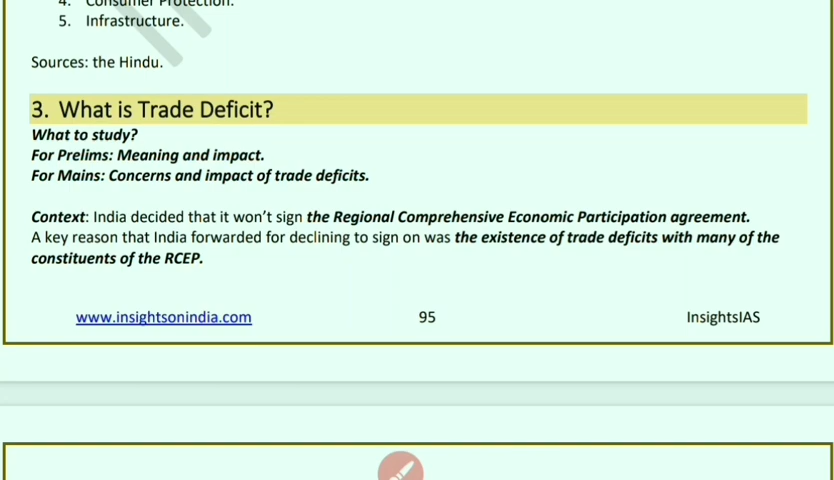 4. Consumer Protection.
5. Infrastructure.
Sources: the Hindu.
3. What is Trade Deficit?
What to study?
For Prelims: Meaning and impact.
For Mains: Concerns and impact of trade deficits.
Context: India decided that it won't sign the Regional Comprehensive Economic Participation agreement.
A key reason that India forwarded for declining to sign on was the existence of trade deficits with many of the
constituents of the RCEP.
www.insightsonindia.com 95 InsightsIAS